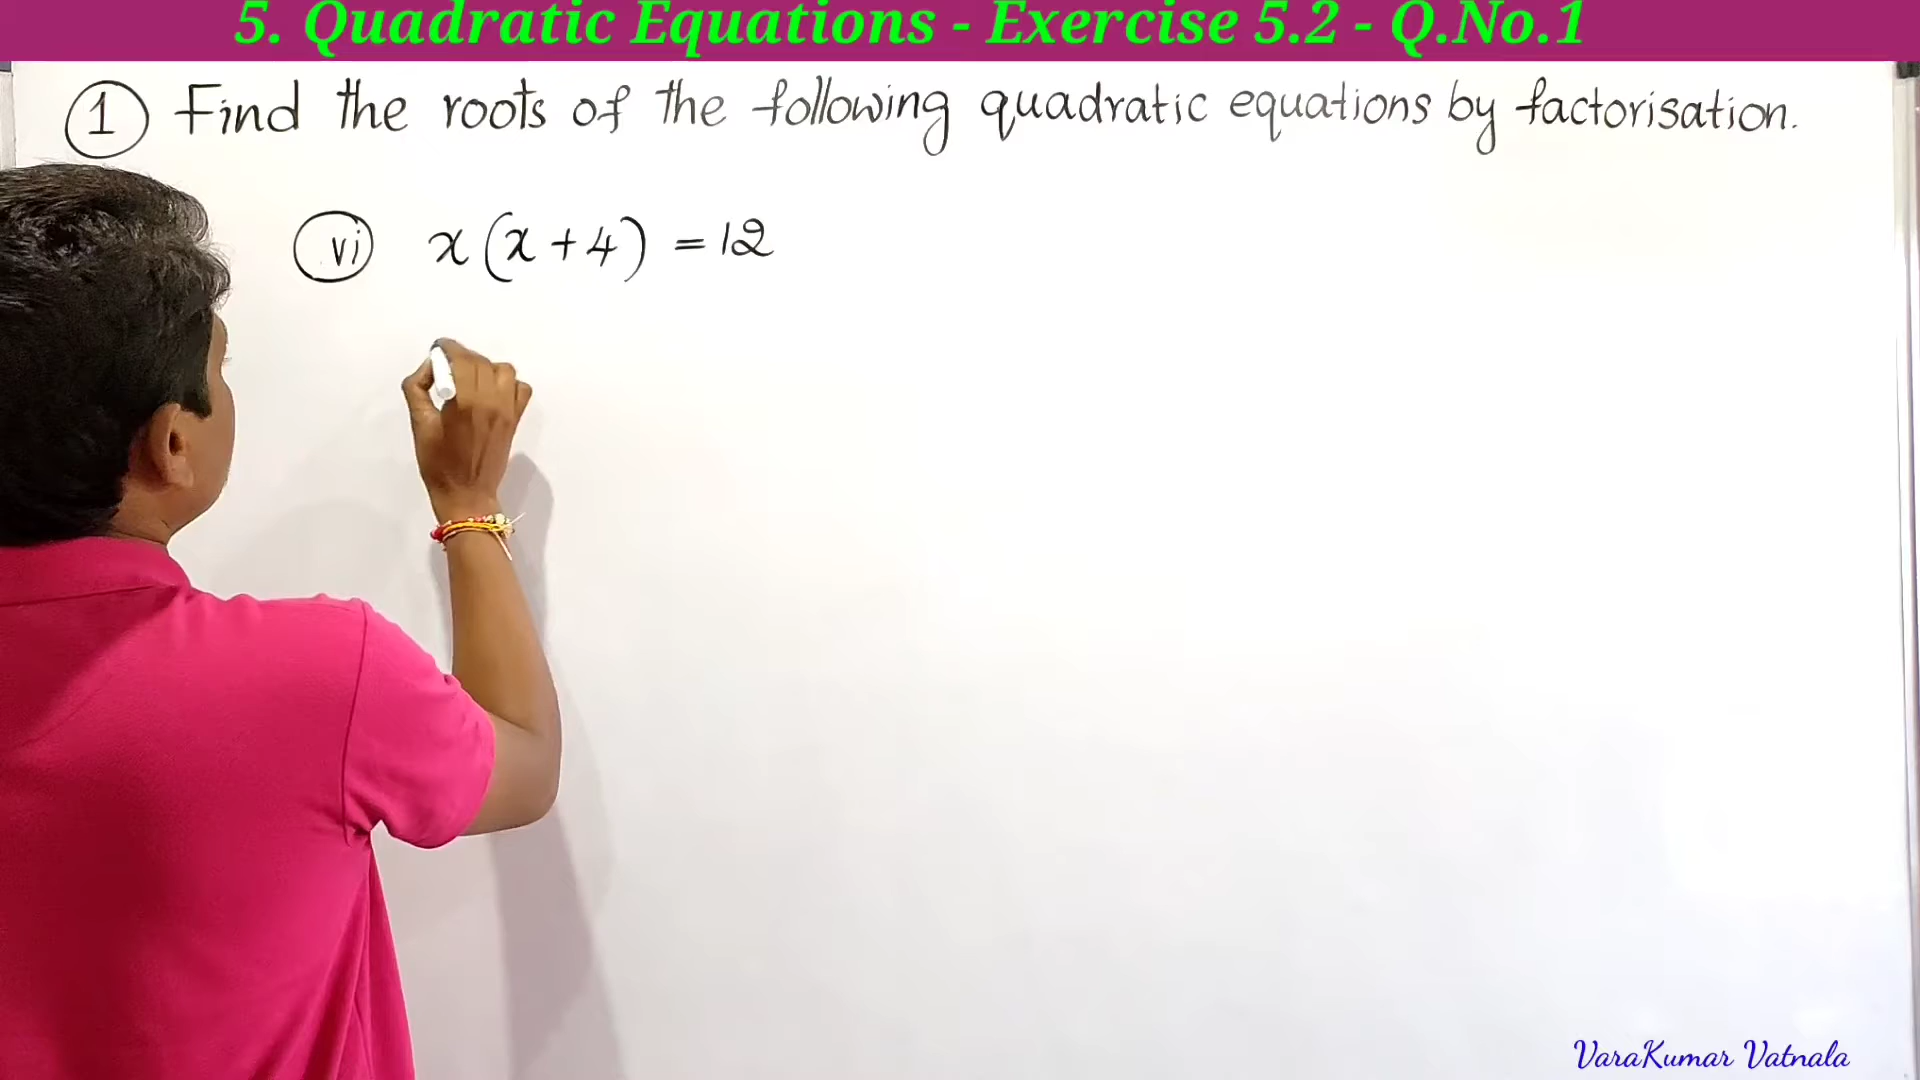 5. Quadratic Equations - Exercise 5.2 - Q.No.1
1 Find the roots of the following quadratic equations by factorisation.
vi x(x+4) = 12
VaraKumar Vatnala